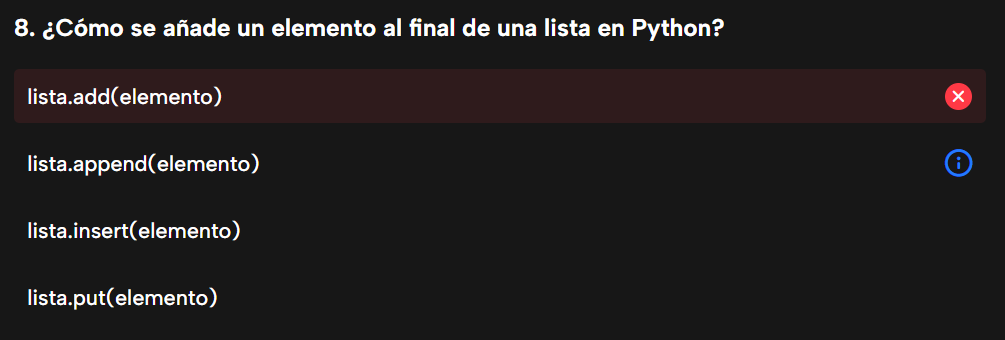 8. ¿Cómo se añade un elemento al final de una lista en Python?
lista.add(elemento)
lista.append(elemento)
lista.insert(elemento)
lista.put(elemento)